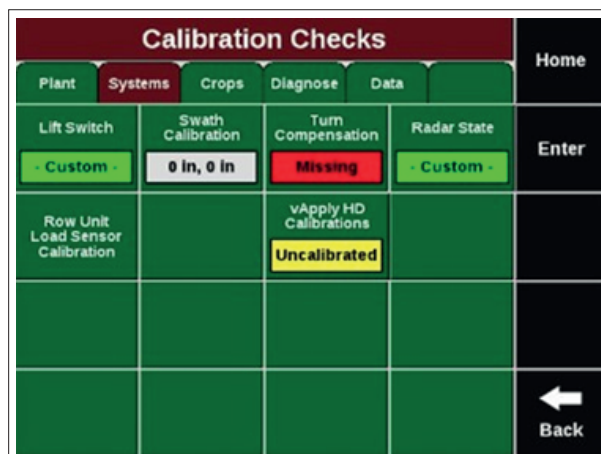 Calibration Checks
Home
Plant
Systems
Crops
Diagnose
Data
Lift Switch
- Custom -
Swath
Calibration
0 in, 0 in
Turn
Compensation
Missing
Radar State
- Custom -
Enter
Row Unit
Load Sensor
Calibration
vApply HD
Calibrations
Uncalibrated
Back